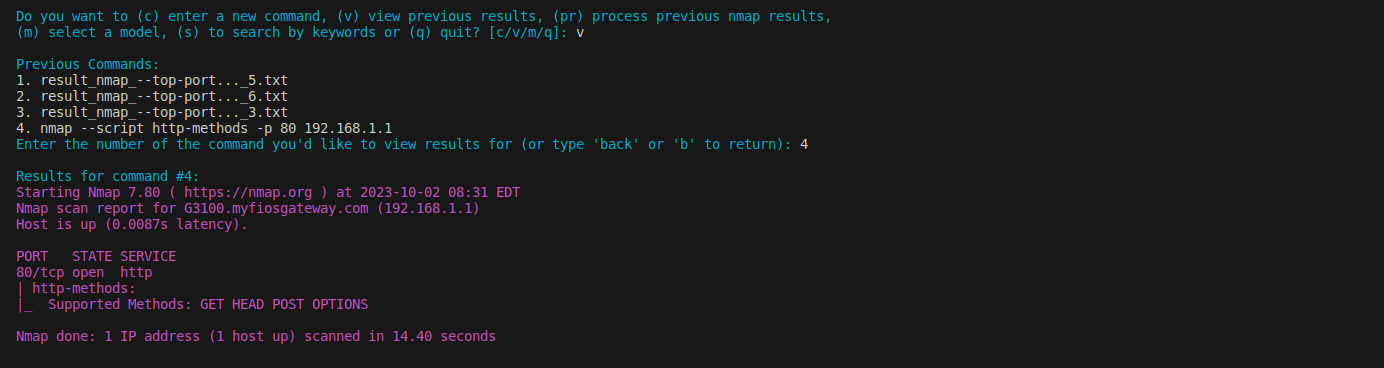 Do you want to (c) enter a new command, (v) view previous results, (pr) process previous nmap results,
(m) select a model, (s) to search by keywords or (q) quit? [c/v/m/q]: v
Previous Commands:
1. result_nmap_--top-port..._5.txt
2. result_nmap_--top-port..._6.txt
3. result_nmap_--top-port..._3.txt
4. nmap --script http-methods -p 80 192.168.1.1
Enter the number of the command you'd like to view results for (or type 'back' or 'b' to return): 4
Results for command #4:
Starting Nmap 7.80 ( https://nmap.org ) at 2023-10-02 08:31 EDT
Nmap scan report for G3100.myfiosgateway.com (192.168.1.1)
Host is up (0.0087s latency).
PORT   STATE SERVICE
80/tcp open  http
| http-methods:
|_  Supported Methods: GET HEAD POST OPTIONS
Nmap done: 1 IP address (1 host up) scanned in 14.40 seconds